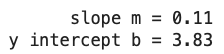 slope m = 0.11
y intercept b = 3.83